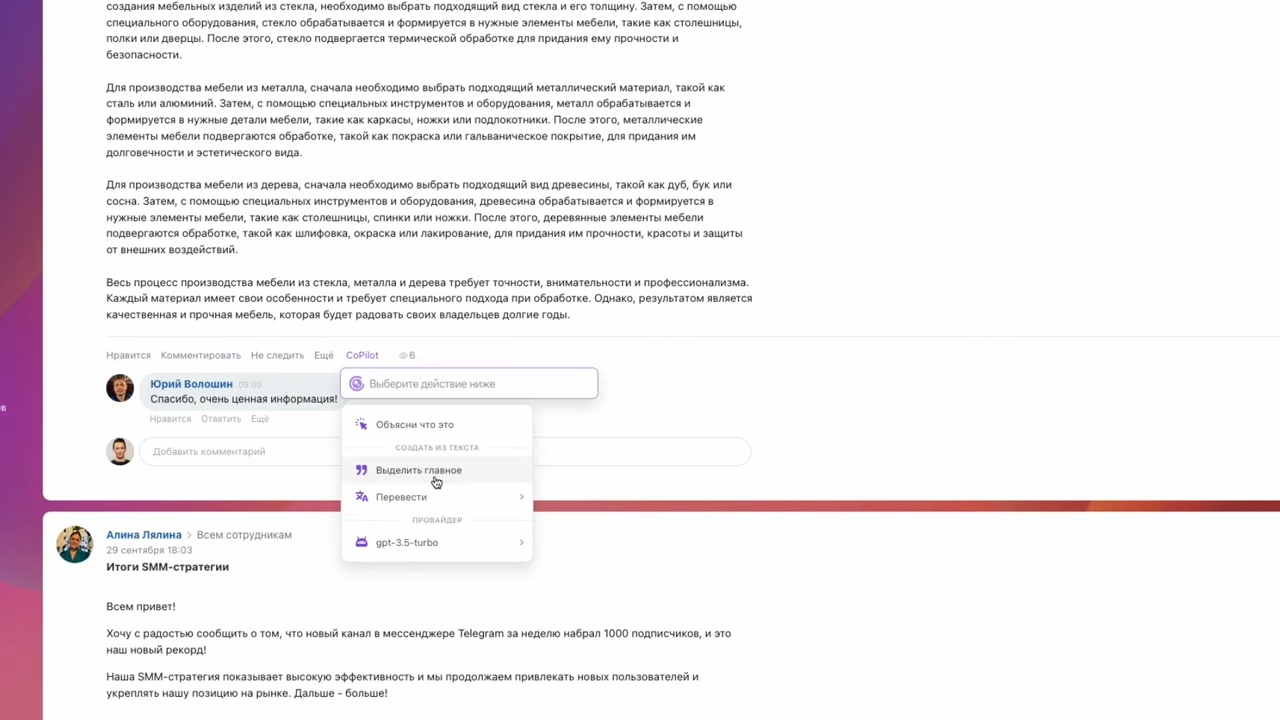 создания мебельных изделий из стекла, необходимо выбрать подходящий вид стекла и его толщину. Затем, с помощью
специального оборудования, стекло обрабатывается и формируется в нужные элементы мебели, такие как столешницы,
полки или дверцы. После этого, стекло подвергается термической обработке для придания ему прочности и
безопасности.
Для производства мебели из металла, сначала необходимо выбрать подходящий металлический материал, такой как
сталь или алюминий. Затем, с помощью специальных инструментов и оборудования, металл обрабатывается и
формируется в нужные детали мебели, такие как каркасы, ножки или подлокотники. После этого, металлические
элементы мебели подвергаются обработке, такой как покраска или гальваническое покрытие, для придания им
долговечности и эстетического вида.
Для производства мебели из дерева, сначала необходимо выбрать подходящий вид древесины, такой как дуб, бук или
сосна. Затем, с помощью специальных инструментов и оборудования, древесина обрабатывается и формируется в
нужные элементы мебели, такие как столешницы, спинки или ножки. После этого, деревянные элементы мебели
подвергаются обработке, такой как шлифовка, окраска или лакирование, для придания им прочности, красоты и защиты
от внешних воздействий.
Весь процесс производства мебели из стекла, металла и дерева требует точности, внимательности и профессионализма.
Каждый материал имеет свои особенности и требует специального подхода при обработке. Однако, результатом является
качественная и прочная мебель, которая будет радовать своих владельцев долгие годы.
Нравится Комментировать Не следить Ещё CoPilot 6
Юрий Волошин 09:00
Спасибо, очень ценная информация!
Нравится Ответить Ещё
Добавить комментарий
Выберите действие ниже
Объясни что это
СОЗДАТЬ ИЗ ТЕКСТА
Выделить главное
Перевести
ПРОВАЙДЕР
gpt-3.5-turbo
в
Алина Лялина > Всем сотрудникам
29 сентября 18:03
Итоги SMM-стратегии
Всем привет!
Хочу с радостью сообщить о том, что новый канал в мессенджере Telegram за неделю набрал 1000 подписчиков, и это
наш новый рекорд!
Наша SMM-стратегия показывает высокую эффективность и мы продолжаем привлекать новых пользователей и
укреплять нашу позицию на рынке. Дальше - больше!